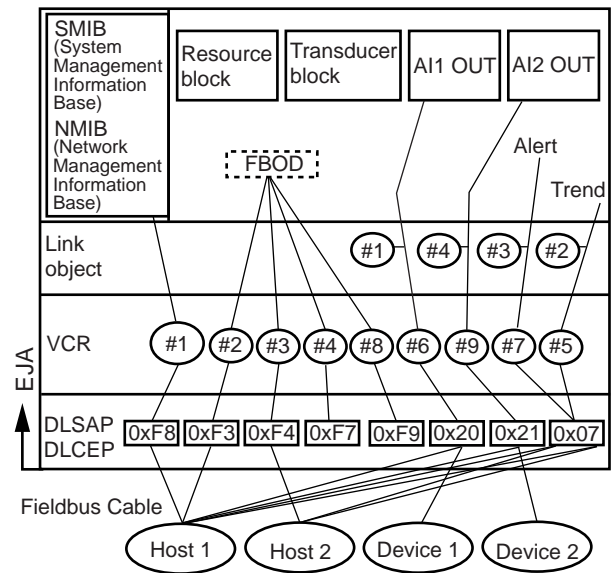 SMIB
(System
Management
Information
Base)
NMIB
(Network
Management
Information
Base)
Resource
block
Transducer
block
AI1 OUT
AI2 OUT
FBOD
Alert
Trend
Link
object
#1
#4
#3
#2
VCR
#1
#2
#3
#4
#8
#6
#9
#7
#5
EJA
DLSAP
DLCEP
0xF8
0xF3
0xF4
0xF7
0xF9
0x20
0x21
0x07
Fieldbus Cable
Host 1
Host 2
Device 1
Device 2